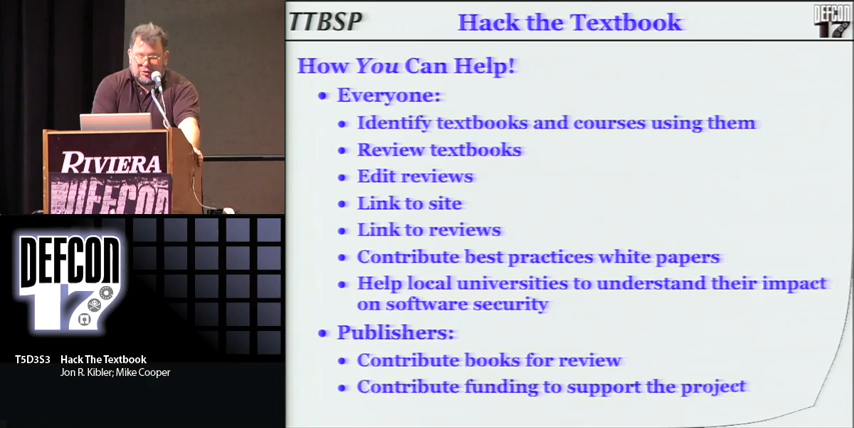 TTBSP
Hack the Textbook
DEFCON
17
How You Can Help!
• Everyone:
• Identify textbooks and courses using them
• Review textbooks
• Edit reviews
• Link to site
• Link to reviews
• Contribute best practices white papers
• Help local universities to understand their impact
on software security
• Publishers:
• Contribute books for review
• Contribute funding to support the project
RIVIERA
DEFCON
DEFCON
17
T5D3S3 Hack The Textbook
Jon R. Kibler; Mike Cooper